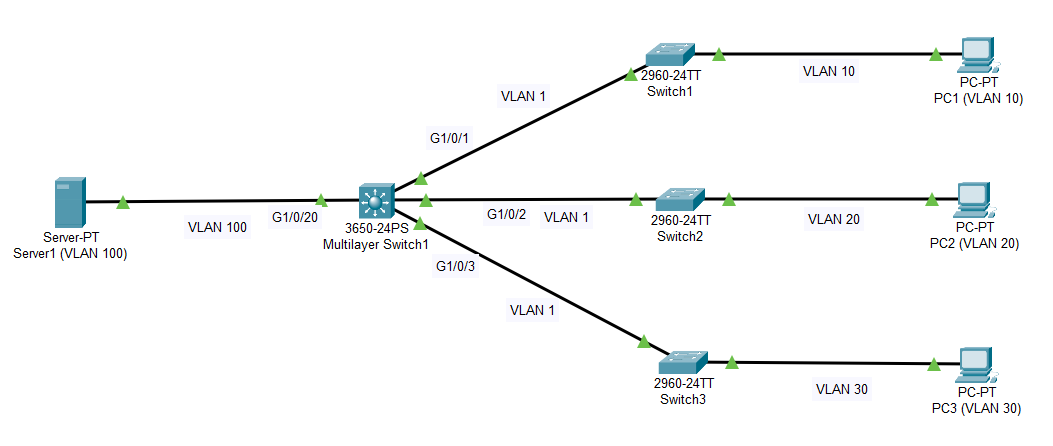 2960-24TT
Switch1
VLAN 10
PC-PT
PC1 (VLAN 10)
VLAN 1
G1/0/1
Server-PT
Server1 (VLAN 100)
VLAN 100
G1/0/20
3650-24PS
Multilayer Switch1
G1/0/2
VLAN 1
2960-24TT
Switch2
VLAN 20
PC-PT
PC2 (VLAN 20)
G1/0/3
VLAN 1
2960-24TT
Switch3
VLAN 30
PC-PT
PC3 (VLAN 30)